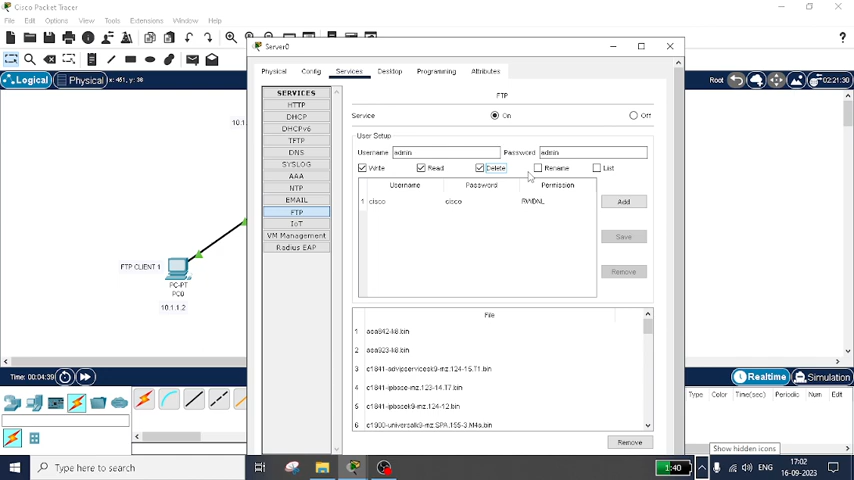 Cisco Packet Tracer
File Edit Options View Tools Extensions Window Help
Logical
Physical
x: 451, y: 36
Root
02:21:30
10.1.
FTP CLIENT 1
PC-PT
PC0
10.1.1.2
Server0
Physical Config Services Desktop Programming Attributes
SERVICES
HTTP
DHCP
DHCPv6
TFTP
DNS
SYSLOG
AAA
NTP
EMAIL
FTP
IoT
VM Management
Radius EAP
FTP
Service On Off
User Setup
Username admin Password admin
Write Read Delete Rename List
Username Password Permission
1 cisco cisco RWDNL
Add
Save
Remove
File
1 asa842-k8.bin
2 asa923-k8.bin
3 c1841-advipservicesk9-mz.124-15.T1.bin
4 c1841-ipbase-mz.123-14.T7.bin
5 c1841-ipbasek9-mz.124-12.bin
6 c1900-universalk9-mz.SPA.155-3.M4a.bin
Remove
Time: 00:04:39
Realtime
Simulation
Type Color Time(sec) Periodic Num Edit
Show hidden icons
Type here to search
1:40
ENG
17:02
16-09-2023